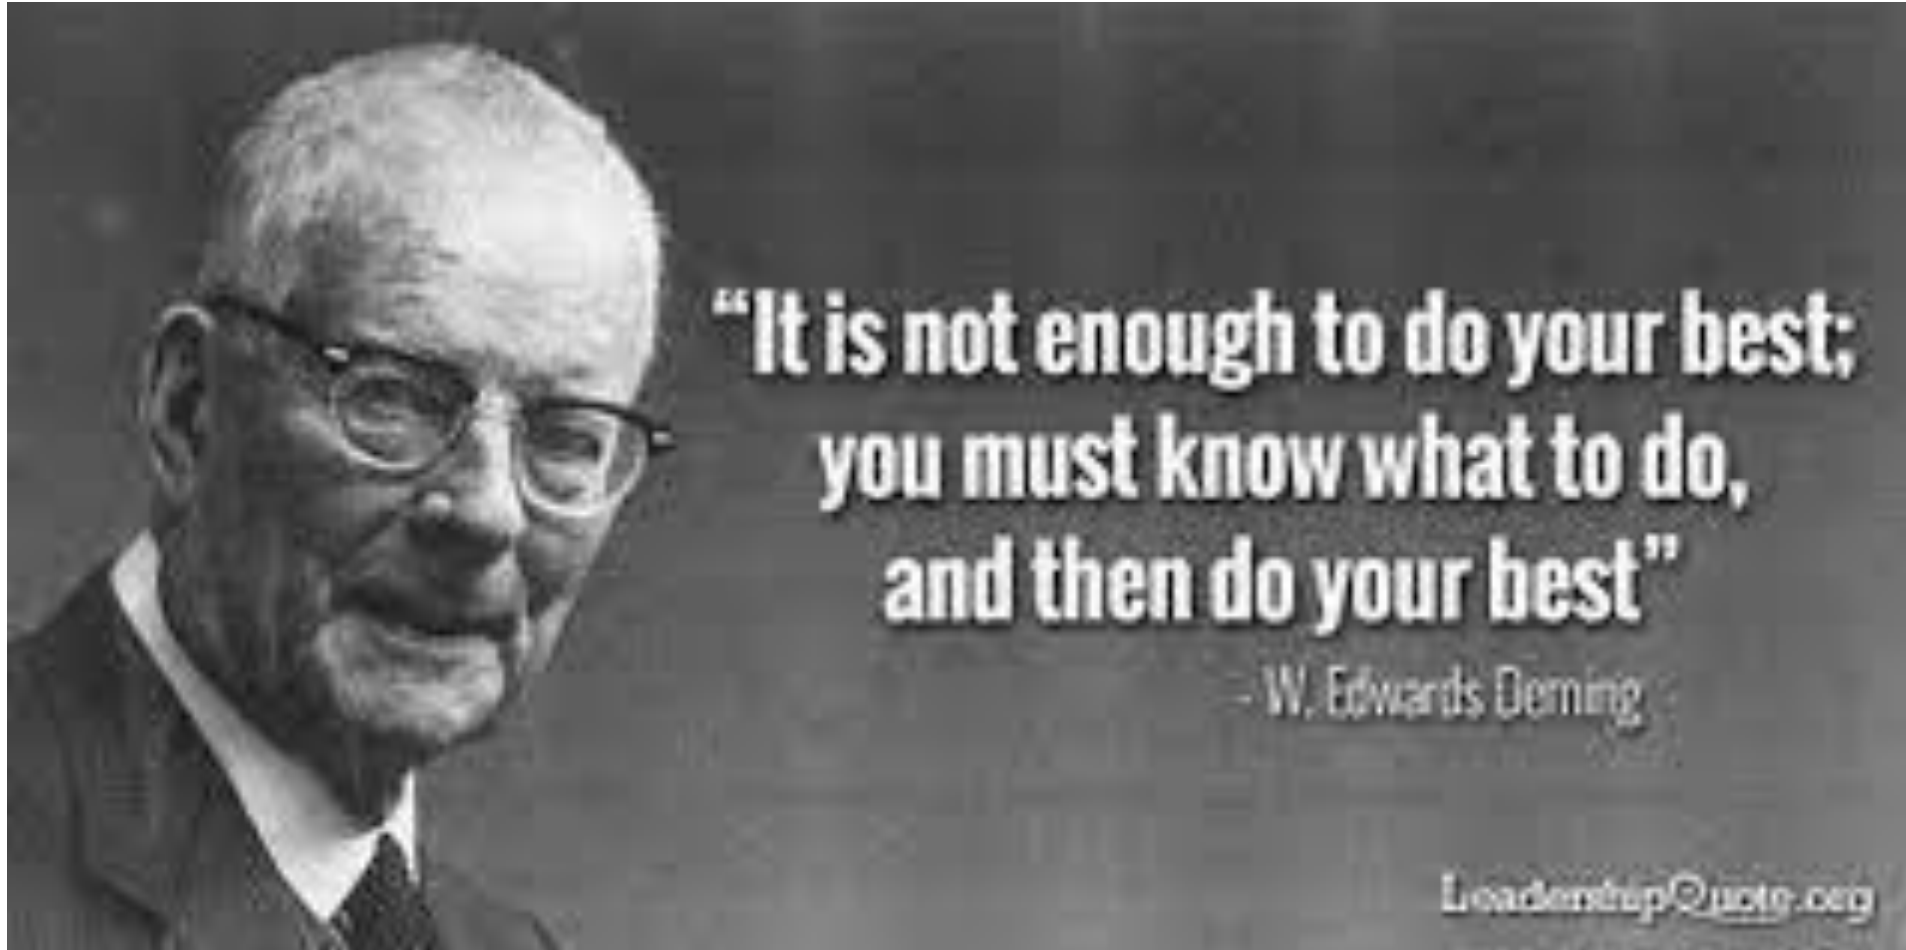 “It is not enough to do your best;
you must know what to do,
and then do your best”
- W. Edwards Deming
LeadershipQuote.org